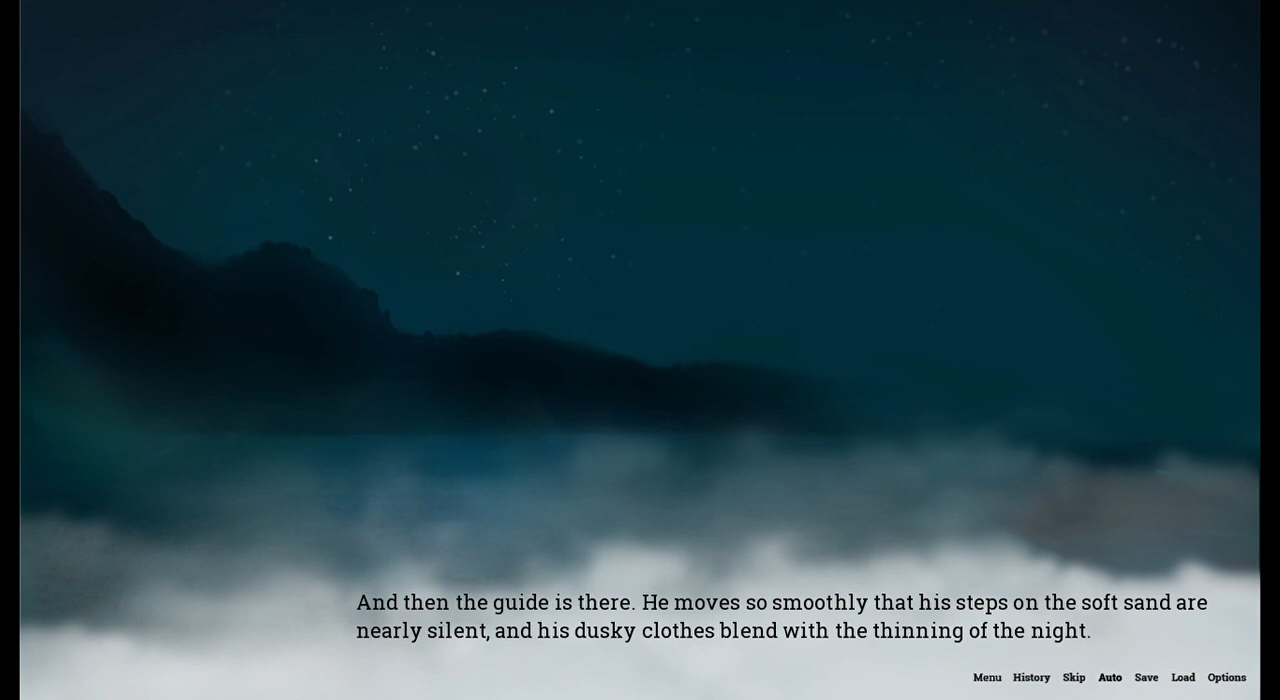 And then the guide is there. He moves so smoothly that his steps on the soft sand are
nearly silent, and his dusky clothes blend with the thinning of the night.
Menu History Skip Auto Save Load Options